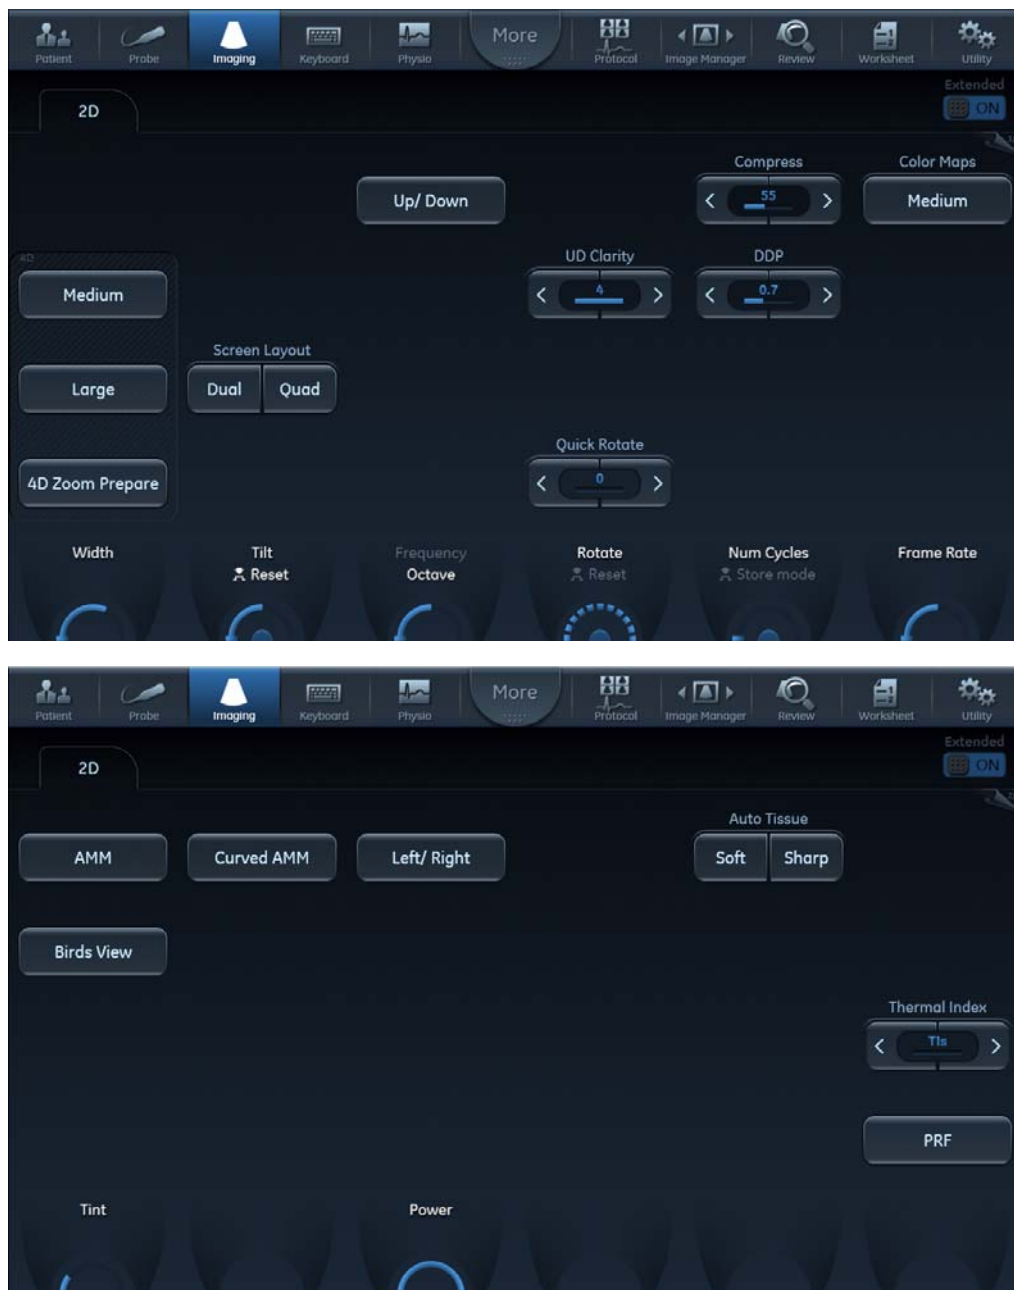 Patient Probe Imaging Keyboard Physio More Protocol Image Manager Review Worksheet Utility
Extended
2D ON
Compress Color Maps
Up/ Down 55 Medium
4D UD Clarity DDP
Medium 4 0.7
Screen Layout
Large Dual Quad
Quick Rotate
4D Zoom Prepare 0
Width Tilt Frequency Rotate Num Cycles Frame Rate
Reset Octave Reset Store mode
Patient Probe Imaging Keyboard Physio More Protocol Image Manager Review Worksheet Utility
Extended
2D ON
Auto Tissue
AMM Curved AMM Left/ Right Soft Sharp
Birds View
Thermal Index
TIs
PRF
Tint Power